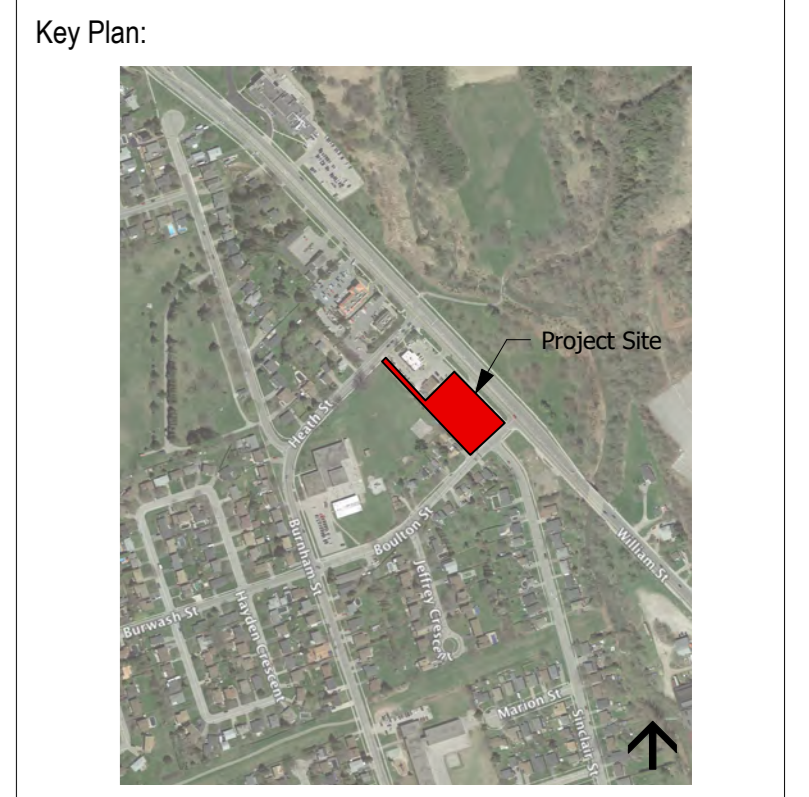 Key Plan:
Project Site
Heath St
William St
Boulton St
Burnham St
Jeffrey Crescent
Burwash St
Hayden Crescent
Marion St
Sinclair St